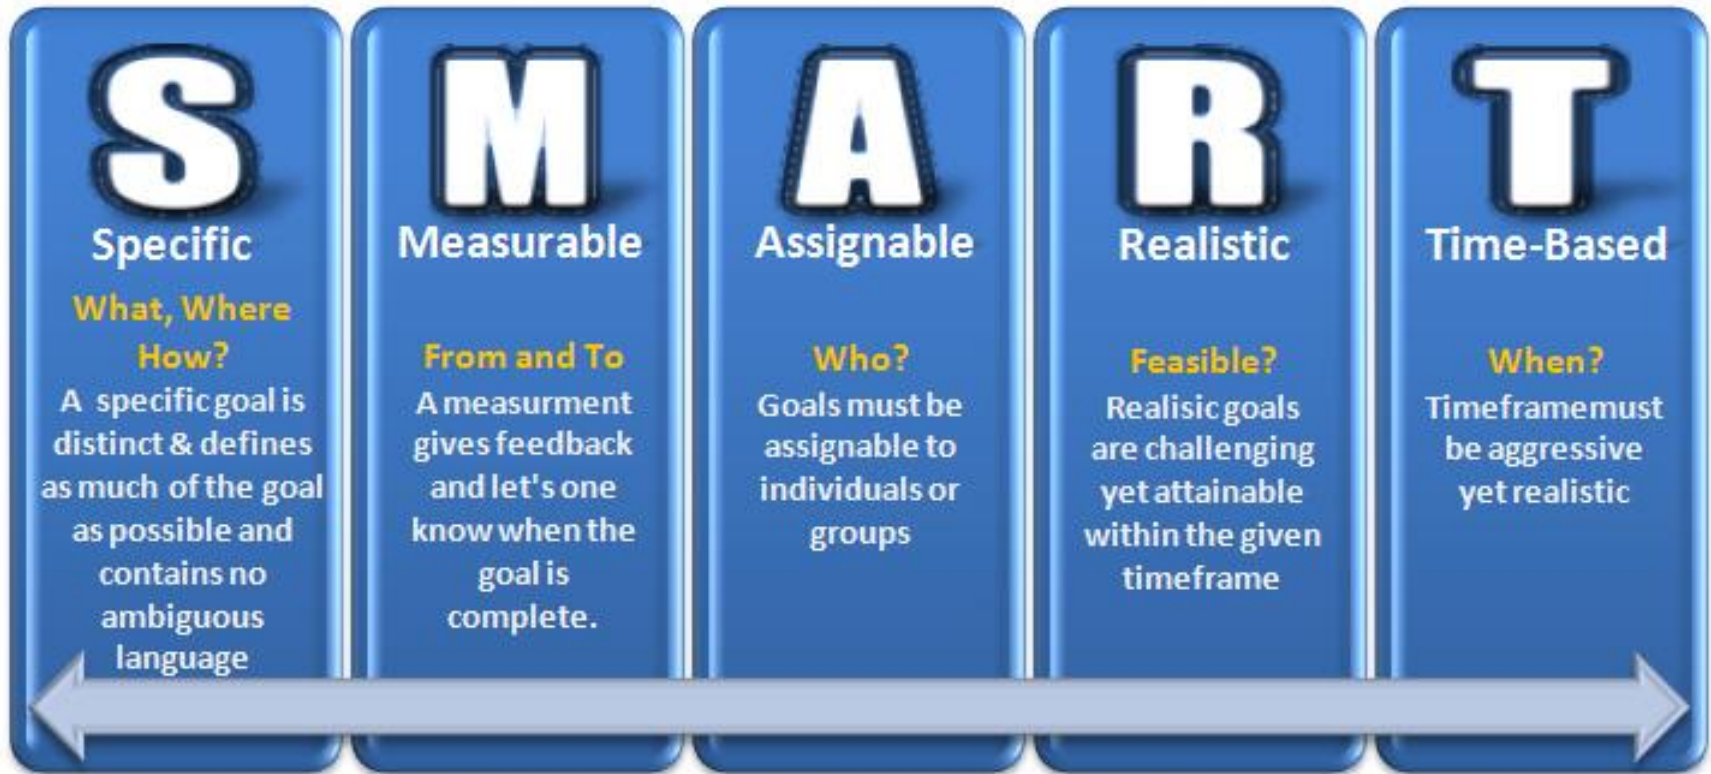 S
Specific
What, Where
How?
A specific goal is
distinct & defines
as much of the goal
as possible and
contains no
ambiguous
language
M
Measurable
From and To
A measurment
gives feedback
and let's one
know when the
goal is
complete.
A
Assignable
Who?
Goals must be
assignable to
individuals or
groups
R
Realistic
Feasible?
Realisic goals
are challenging
yet attainable
within the given
timeframe
T
Time-Based
When?
Timeframemust
be aggressive
yet realistic